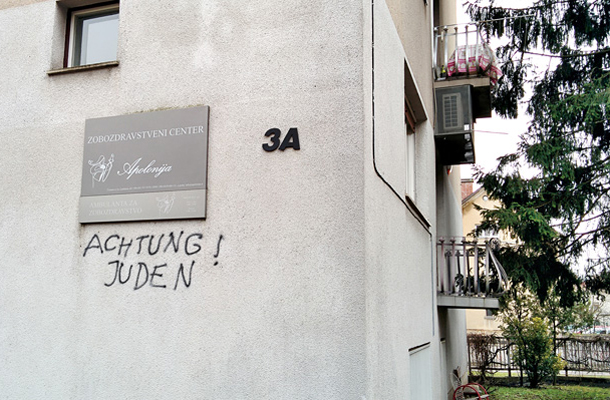 ZOBOZDRAVSTVENI CENTER
Apolonija
3A
ACHTUNG!
JUDEN